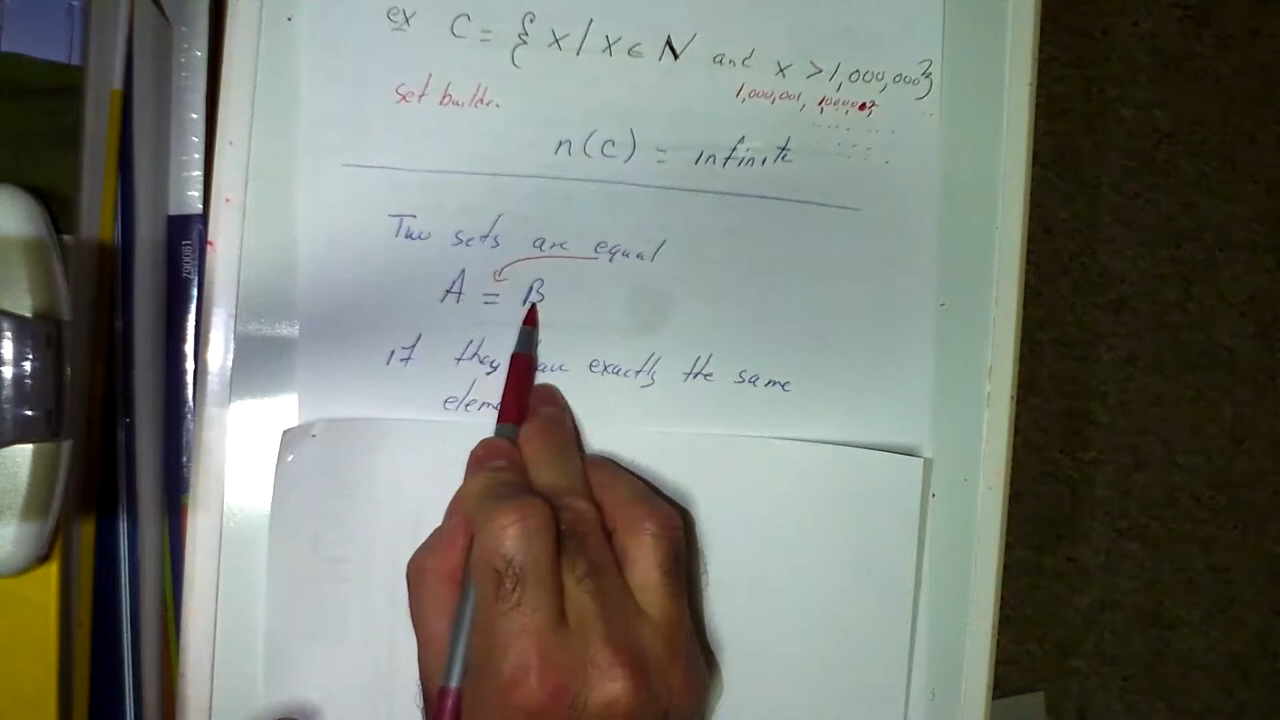 ex C = { x / x ∈ N and x > 1,000,000}
set builder 1,000,001, 1,000,002,
n(C) = infinite
Two sets are equal
A = B
if they have exactly the same
elem
790081